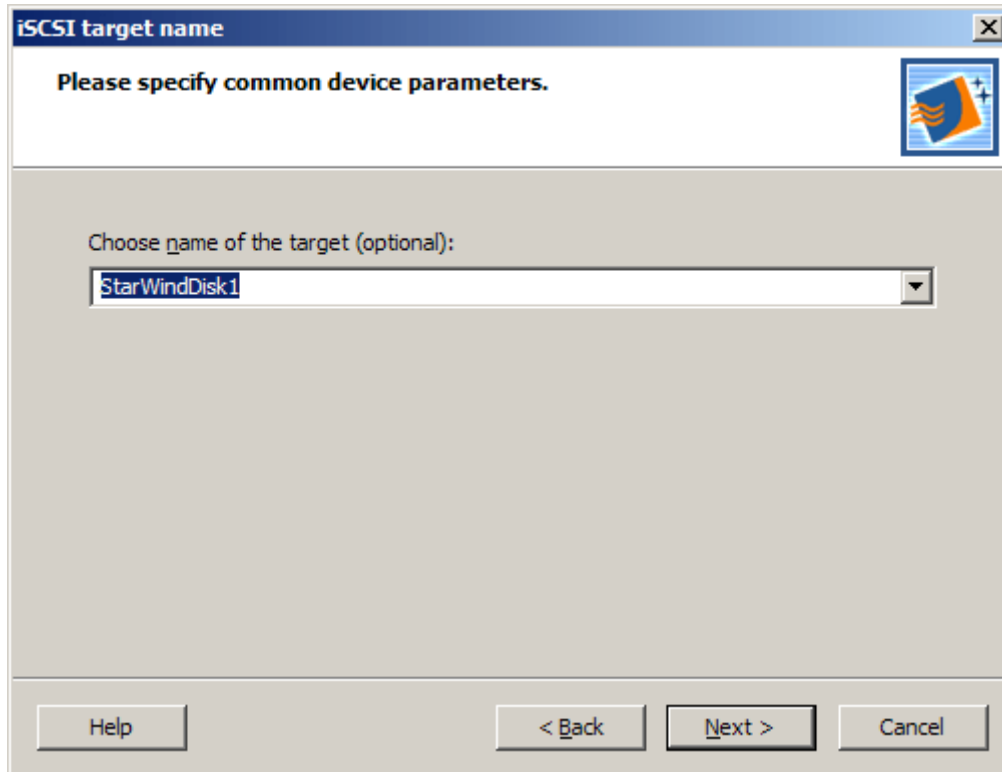 iSCSI target name
Please specify common device parameters.
Choose name of the target (optional):
StarWindDisk1
Help
< Back
Next >
Cancel